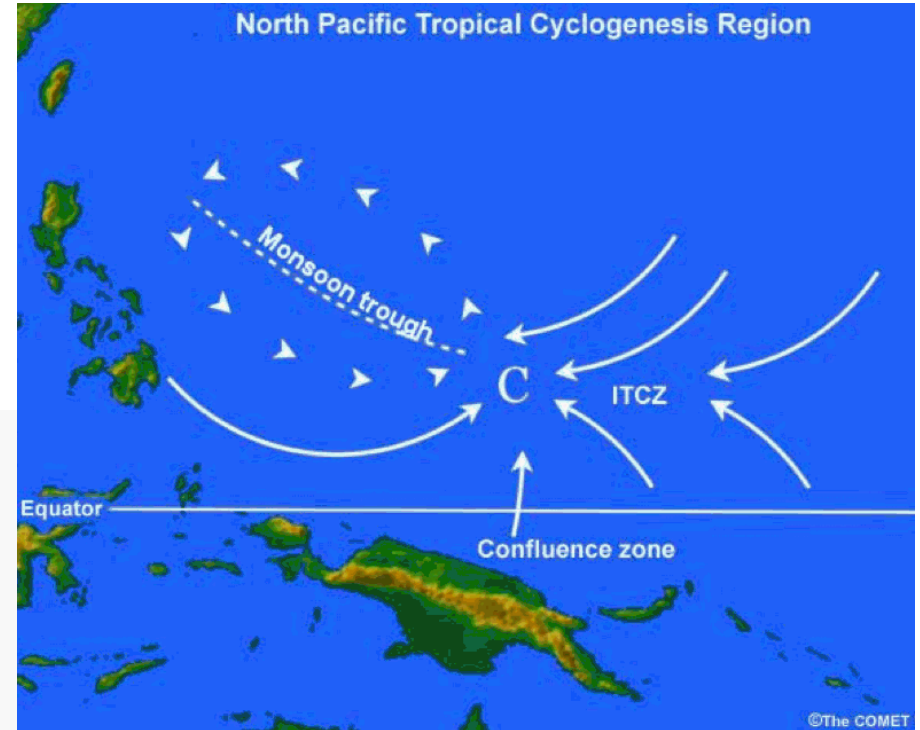 North Pacific Tropical Cyclogenesis Region
Monsoon trough
C
ITCZ
Equator
Confluence zone
©The COMET